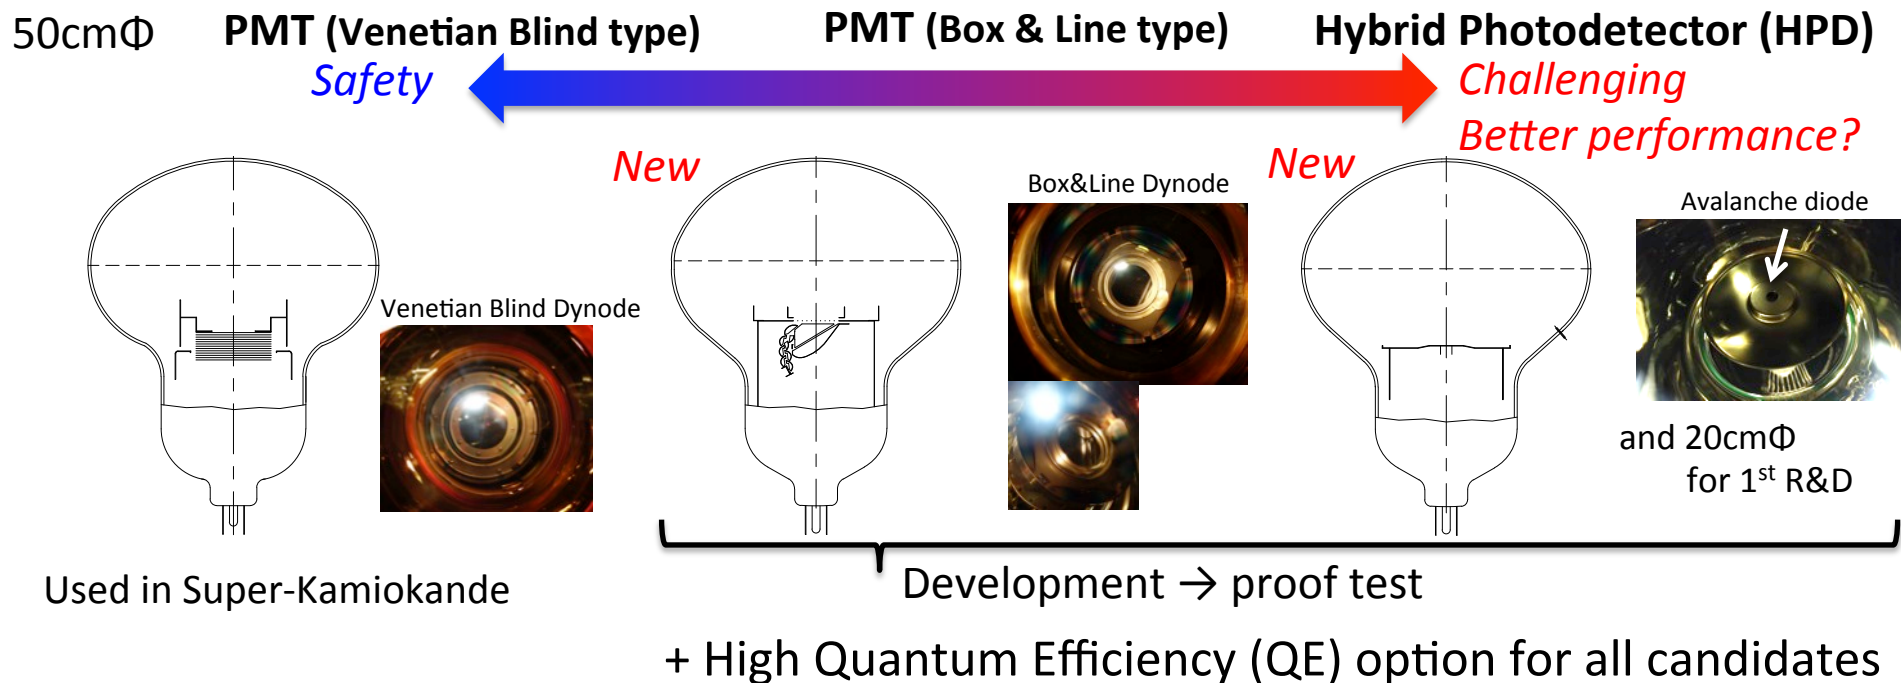 50cmΦ
PMT (Venetian Blind type)
PMT (Box & Line type)
Hybrid Photodetector (HPD)
Safety
Challenging
Better performance?
New
New
Box&Line Dynode
Avalanche diode
Venetian Blind Dynode
and 20cmΦ
for 1st R&D
Used in Super-Kamiokande
Development → proof test
+ High Quantum Efficiency (QE) option for all candidates